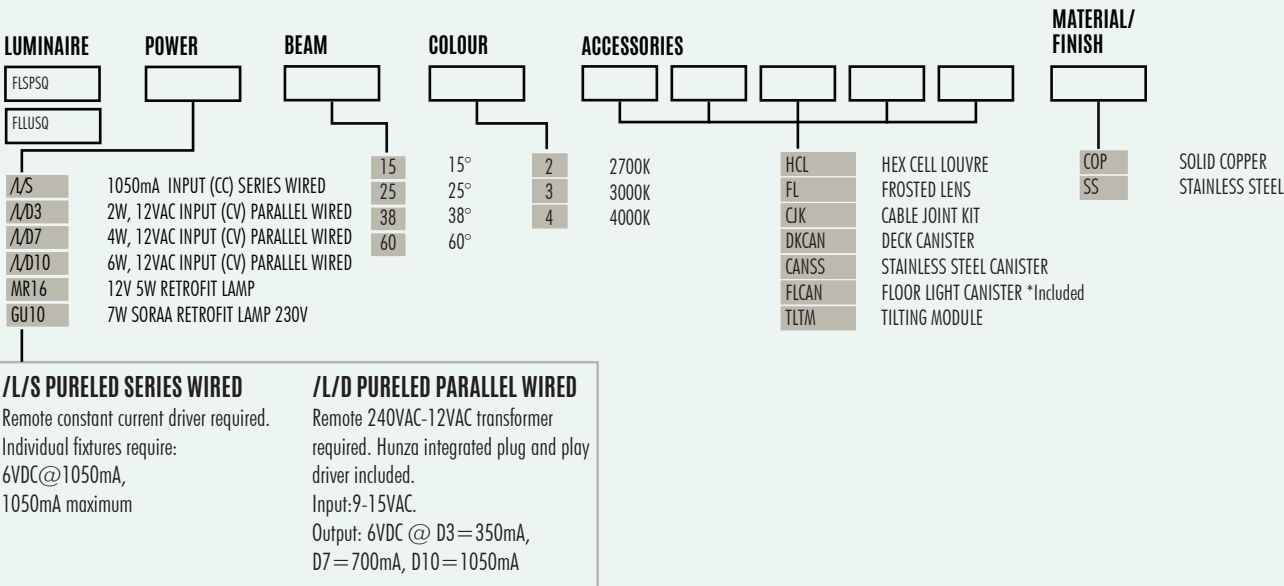 LUMINAIRE POWER BEAM COLOUR ACCESSORIES MATERIAL/
FINISH
FLSPSQ
FLLUSQ
/L/S 1050mA INPUT (CC) SERIES WIRED
/L/D3 2W, 12VAC INPUT (CV) PARALLEL WIRED
/L/D7 4W, 12VAC INPUT (CV) PARALLEL WIRED
/L/D10 6W, 12VAC INPUT (CV) PARALLEL WIRED
MR16 12V 5W RETROFIT LAMP
GU10 7W SORAA RETROFIT LAMP 230V
15 15°
25 25°
38 38°
60 60°
2 2700K
3 3000K
4 4000K
HCL HEX CELL LOUVRE
FL FROSTED LENS
CJK CABLE JOINT KIT
DKCAN DECK CANISTER
CANSS STAINLESS STEEL CANISTER
FLCAN FLOOR LIGHT CANISTER *Included
TLTM TILTING MODULE
COP SOLID COPPER
SS STAINLESS STEEL
/L/S PURELED SERIES WIRED
Remote constant current driver required.
Individual fixtures require:
6VDC@1050mA,
1050mA maximum
/L/D PURELED PARALLEL WIRED
Remote 240VAC-12VAC transformer
required. Hunza integrated plug and play
driver included.
Input:9-15VAC.
Output: 6VDC @ D3=350mA,
D7=700mA, D10=1050mA